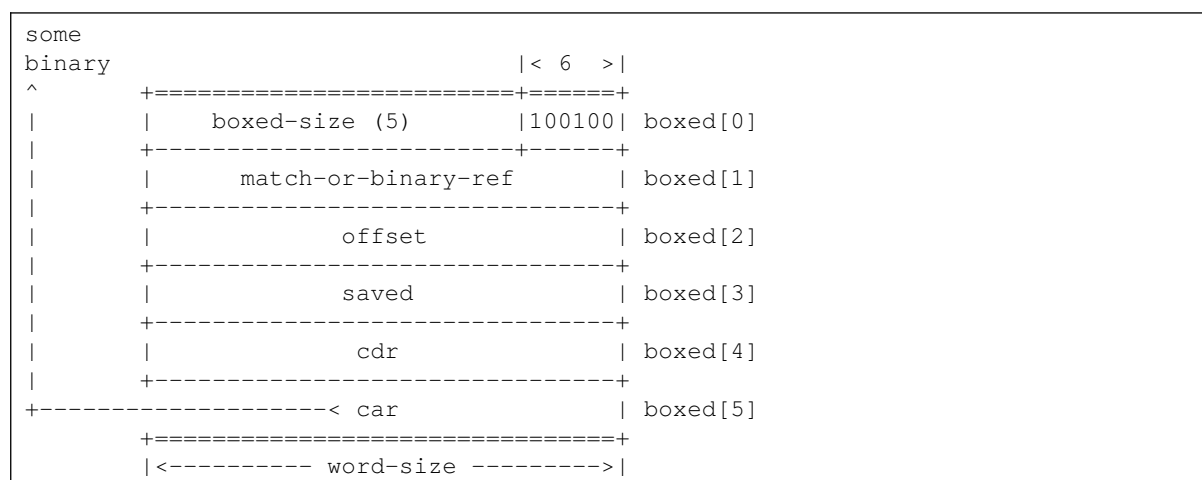 some
binary                            |< 6  >|
^       +=========================+======+
|       |    boxed-size (5)       |100100| boxed[0]
|       +-------------------------+------+
|       |      match-or-binary-ref       | boxed[1]
|       +--------------------------------+
|       |             offset             | boxed[2]
|       +--------------------------------+
|       |             saved              | boxed[3]
|       +--------------------------------+
|       |              cdr               | boxed[4]
|       +--------------------------------+
+--------------------< car               | boxed[5]
        +================================+
        |<---------- word-size --------->|